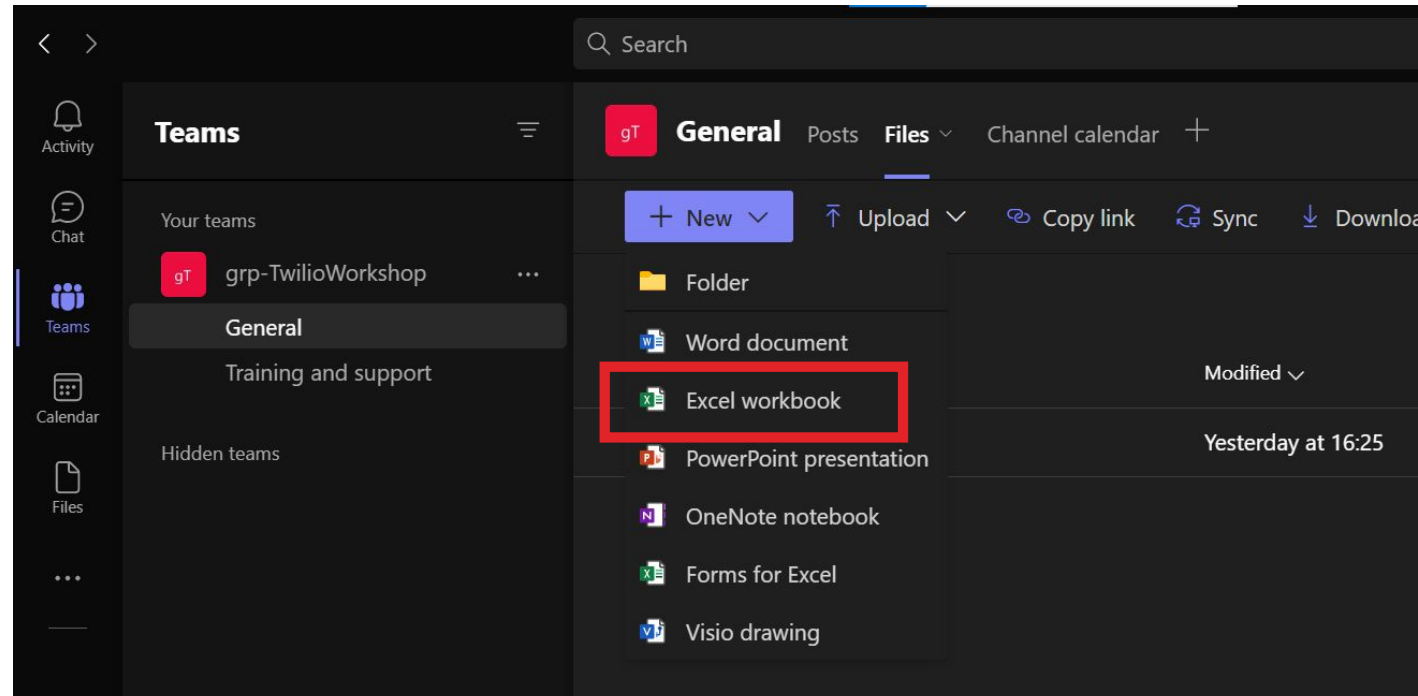 Search
Activity
Chat
Teams
Calendar
Files
Teams
Your teams
gT grp-TwilioWorkshop
General
Training and support
Hidden teams
gT General Posts Files Channel calendar
New Upload Copy link Sync Downloa
Folder
Word document
Excel workbook
PowerPoint presentation
OneNote notebook
Forms for Excel
Visio drawing
Modified
Yesterday at 16:25